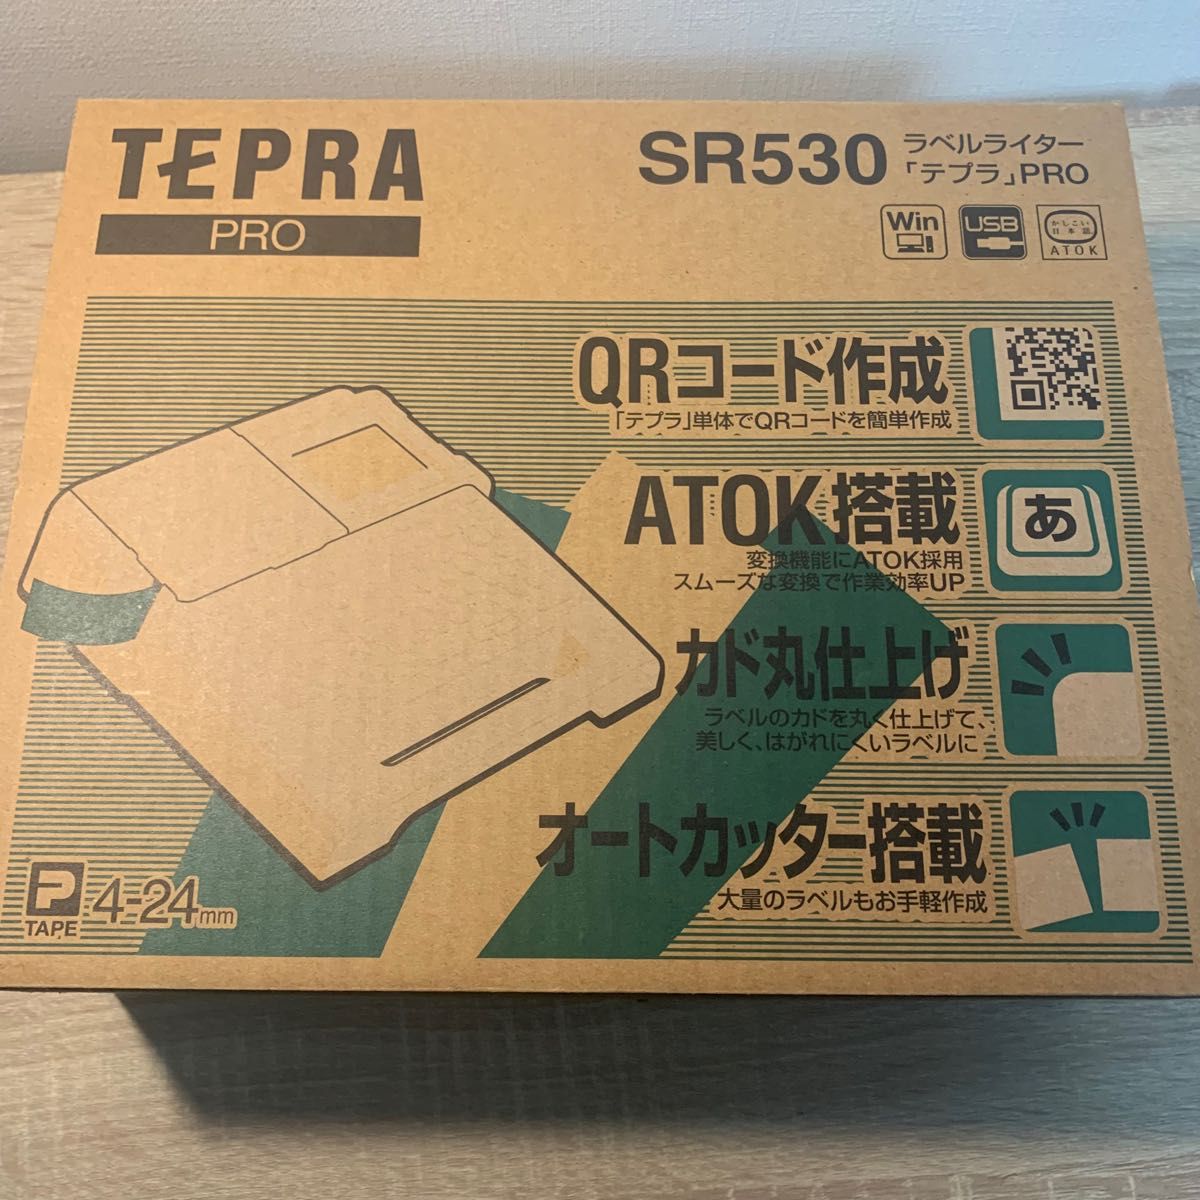 TEPRA
PRO
SR530
ラベルライター
「テプラ」PRO
Win
USB
かしこい
日本語
ATOK
QRコード作成
「テプラ」単体でQRコードを簡単作成
ATOK搭載
変換機能にATOK採用
スムーズな変換で作業効率UP
あ
カド丸仕上げ
ラベルのカドを丸く仕上げて、
美しく、はがれにくいラベルに
オートカッター搭載
大量のラベルもお手軽作成
TAPE
4-24mm